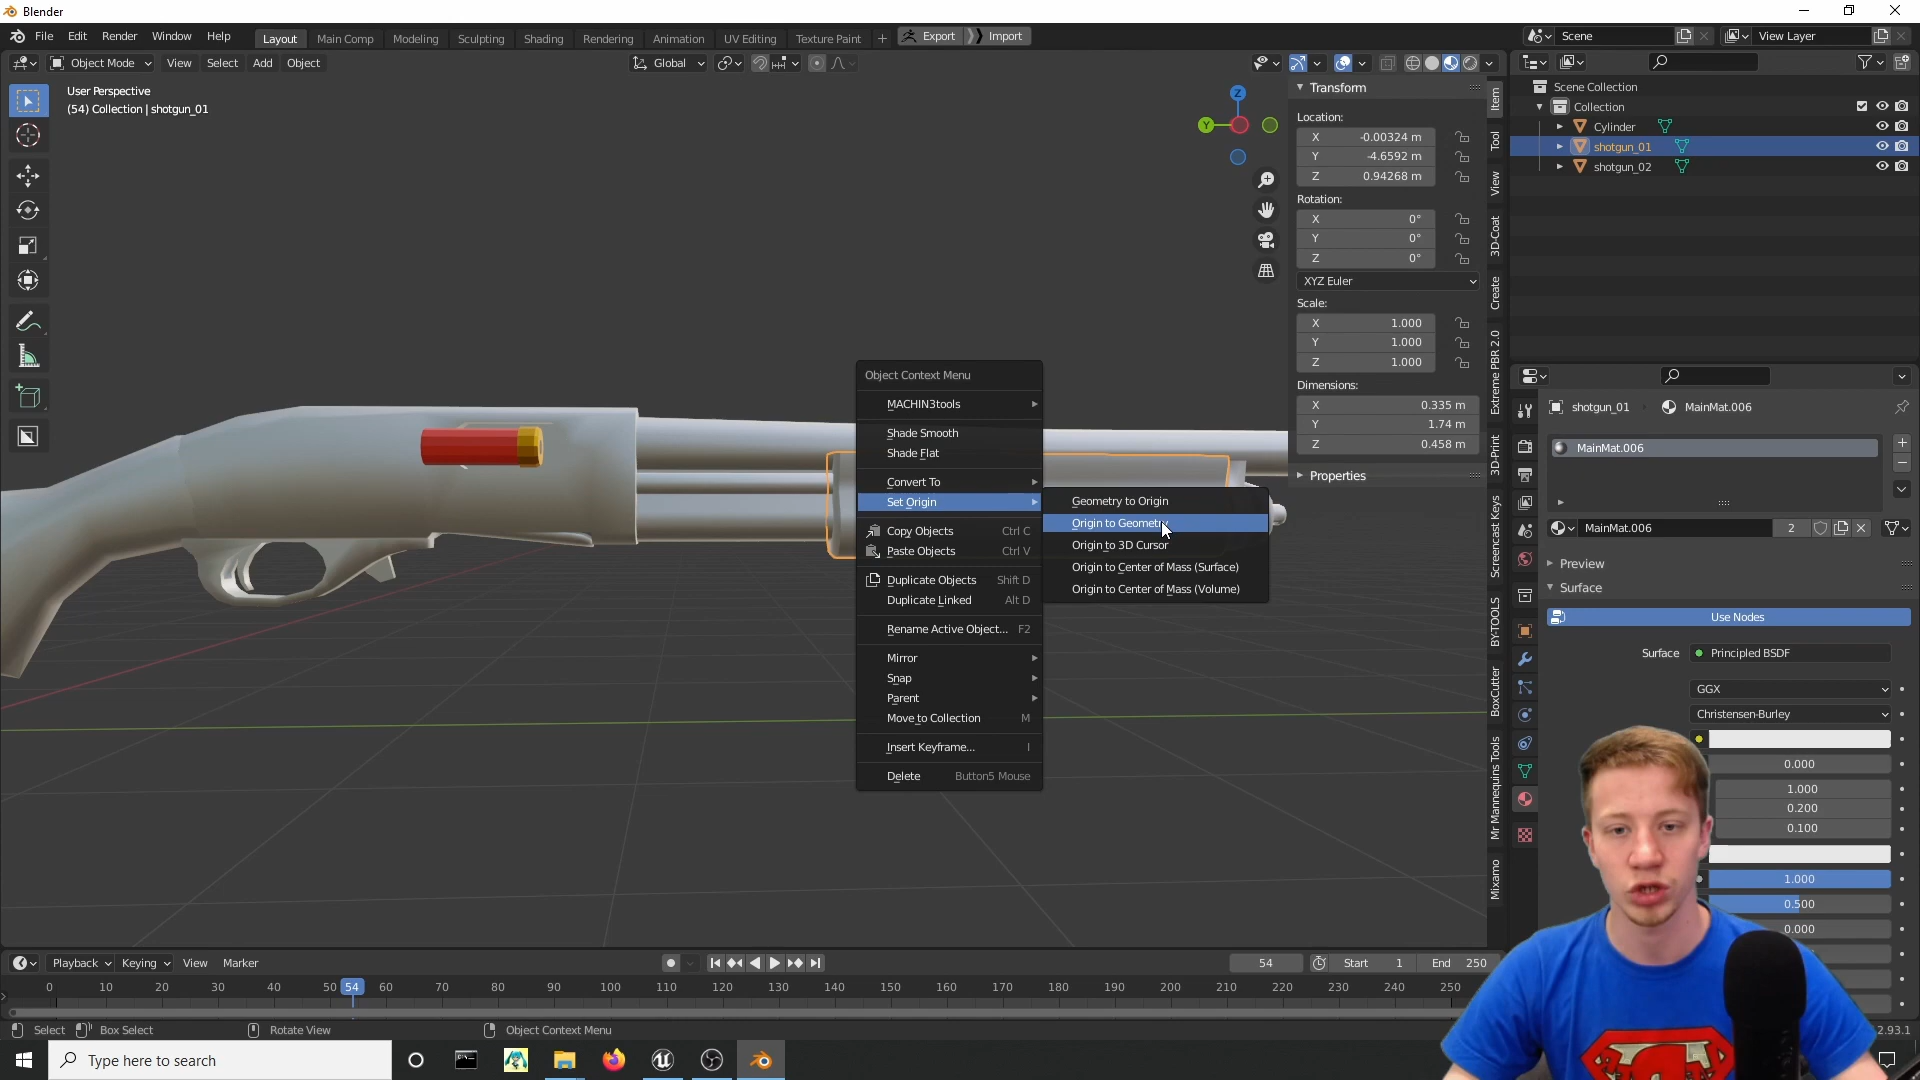 Blender
File Edit Render Window Help
Layout Main Comp Modeling Sculpting Shading Rendering Animation UV Editing Texture Paint + Export Import
Scene View Layer
Object Mode View Select Add Object Global
User Perspective
(54) Collection | shotgun_01
Z
Y
Transform
Location:
X -0.00324 m
Y -4.6592 m
Z 0.94268 m
Rotation:
X 0°
Y 0°
Z 0°
XYZ Euler
Scale:
X 1.000
Y 1.000
Z 1.000
Dimensions:
X 0.335 m
Y 1.74 m
Z 0.458 m
Properties
Item
Tool
View
3D-Coat
Create
Extreme PBR 2.0
3D-Print
Screencast Keys
BY-TOOLS
BoxCutter
Mr Mannequins Tools
Mixamo
Scene Collection
Collection
Cylinder
shotgun_01
shotgun_02
shotgun_01 MainMat.006
MainMat.006
MainMat.006 2
Preview
Surface
Use Nodes
Surface Principled BSDF
GGX
Christensen-Burley
0.000
1.000
0.200
0.100
1.000
0.500
0.000
Object Context Menu
MACHIN3tools
Shade Smooth
Shade Flat
Convert To
Set Origin
Copy Objects Ctrl C
Paste Objects Ctrl V
Duplicate Objects Shift D
Duplicate Linked Alt D
Rename Active Object... F2
Mirror
Snap
Parent
Move to Collection M
Insert Keyframe... I
Delete Button5 Mouse
Geometry to Origin
Origin to Geometry
Origin to 3D Cursor
Origin to Center of Mass (Surface)
Origin to Center of Mass (Volume)
Playback Keying View Marker 54 Start 1 End 250
0 10 20 30 40 50 54 60 70 80 90 100 110 120 130 140 150 160 170 180 190 200 210 220 230 240 250
Select Box Select Rotate View Object Context Menu
2.93.1
Type here to search